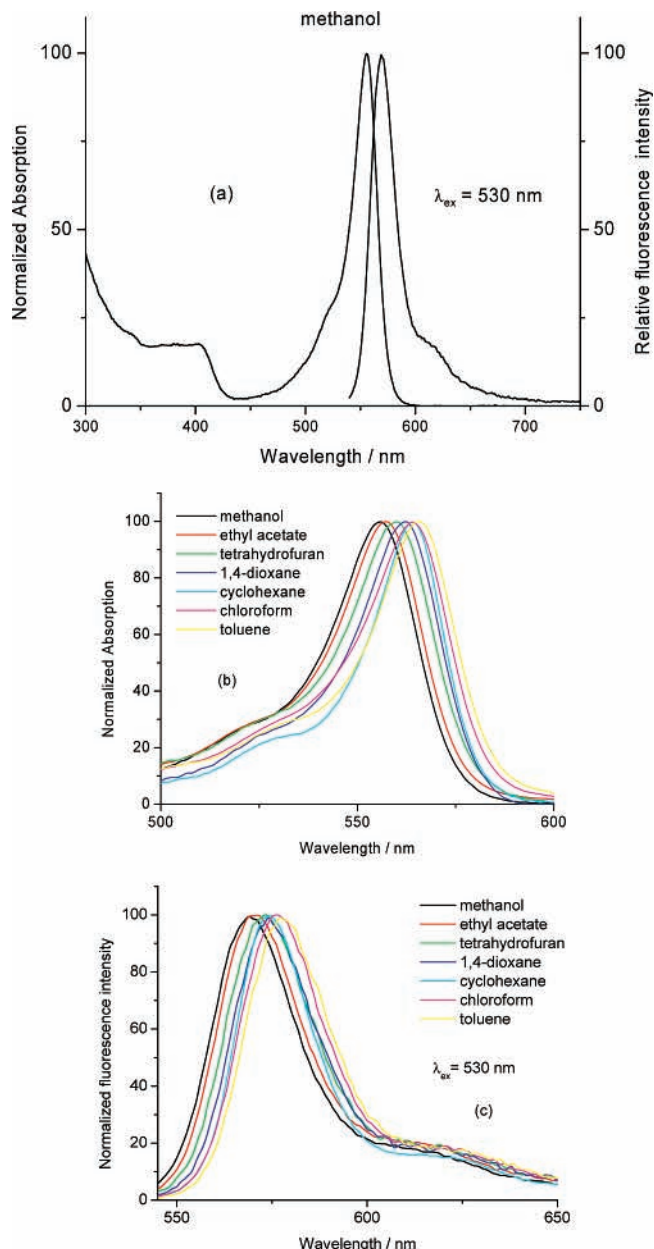 methanol
100
100
Normalized Absorption
Relative fluorescence intensity
(a)
λex = 530 nm
50
50
0
0
300
400
500
600
700
Wavelength / nm
100
80
60
40
20
0
Normalized Absorption
methanol
ethyl acetate
tetrahydrofuran
1,4-dioxane
cyclohexane
chloroform
toluene
(b)
500
550
600
Wavelength / nm
100
80
60
40
20
0
Normalized fluorescence intensity
methanol
ethyl acetate
tetrahydrofuran
1,4-dioxane
cyclohexane
chloroform
toluene
λex = 530 nm
(c)
550
600
650
Wavelength / nm